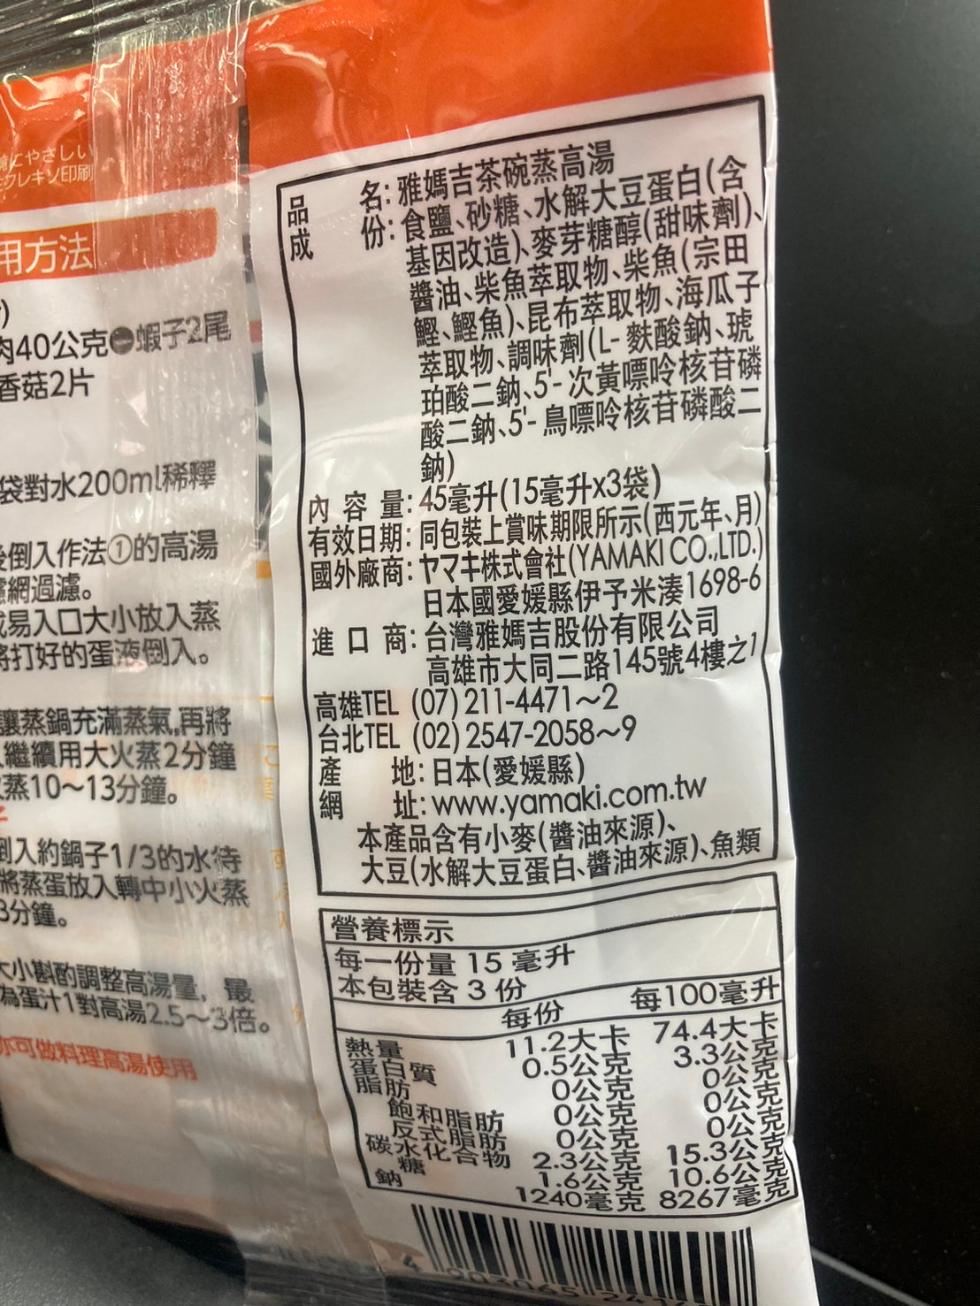 にやさしい
フレキソ印刷
用方法
肉40公克●蝦子2尾
香菇2片
袋對水200ml稀釋
倒入作法①的高湯
濾網過濾。
或易入口大小放入蒸
將打好的蛋液倒入。
讓蒸鍋充滿蒸氣,再將
繼續用大火蒸2分鐘
蒸10～13分鐘。
倒入約鍋子1/3的水待
將蒸蛋放入轉中小火蒸
3分鐘。
大小斟酌調整高湯量，最
為蛋汁1對高湯2.5～3倍。
亦可做料理高湯使用
品名:雅媽吉茶碗蒸高湯
成份:食鹽、砂糖、水解大豆蛋白(含
基因改造)、麥芽糖醇(甜味劑)、
醬油、柴魚萃取物、柴魚(宗田
鰹、鰹魚)、昆布萃取物、海瓜子
萃取物、調味劑(L-麩酸鈉、琥
珀酸二鈉、5'-次黃嘌呤核苷磷
酸二鈉、5'-鳥嘌呤核苷磷酸二
鈉)
內容量:45毫升(15毫升x3袋)
有效日期:同包裝上賞味期限所示(西元年、月)
國外廠商:ヤマキ株式會社(YAMAKI CO.,LTD.)
日本國愛媛縣伊予米湊1698-6
進口商:台灣雅媽吉股份有限公司
高雄市大同二路145號4樓之1
高雄TEL (07)211-4471～2
台北TEL (02)2547-2058～9
產地:日本(愛媛縣)
網址:www.yamaki.com.tw
本產品含有小麥(醬油來源)、
大豆(水解大豆蛋白、醬油來源)、魚類
營養標示
每一份量 15 毫升
本包裝含 3 份
每份 每100毫升
熱量 11.2大卡 74.4大卡
蛋白質 0.5公克 3.3公克
脂肪 0公克 0公克
飽和脂肪 0公克 0公克
反式脂肪 0公克 0公克
碳水化合物 2.3公克 15.3公克
糖 1.6公克 10.6公克
鈉 1240毫克 8267毫克